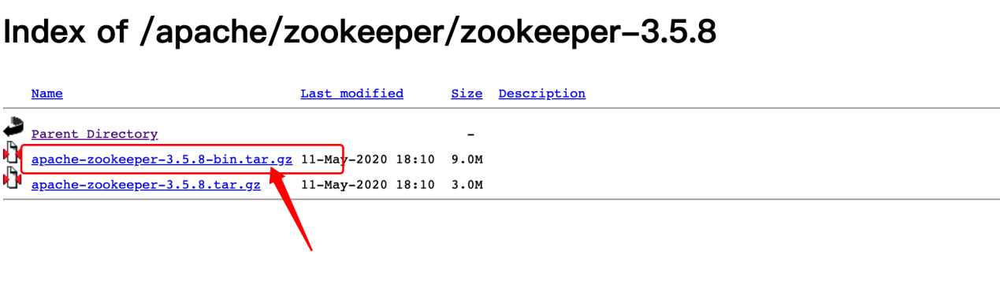 Index of /apache/zookeeper/zookeeper-3.5.8
Name Last modified Size Description
Parent Directory -
apache-zookeeper-3.5.8-bin.tar.gz 11-May-2020 18:10 9.0M
apache-zookeeper-3.5.8.tar.gz 11-May-2020 18:10 3.0M